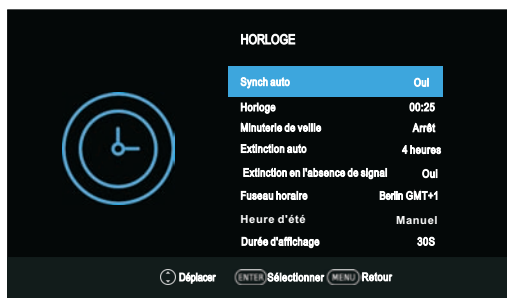 HORLOGE
Synch auto Oui
Horloge 00:25
Minuterie de veille Arrêt
Extinction auto 4 heures
Extinction en l'absence de signal Oui
Fuseau horaire Berlin GMT+1
Heure d'été Manuel
Durée d'affichage 30S
Déplacer ENTER Sélectionner MENU Retour